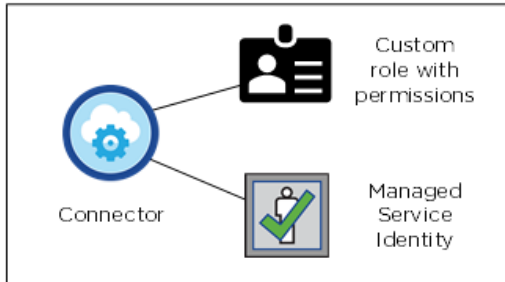 Custom
role with
permissions
Connector
Managed
Service
Identity